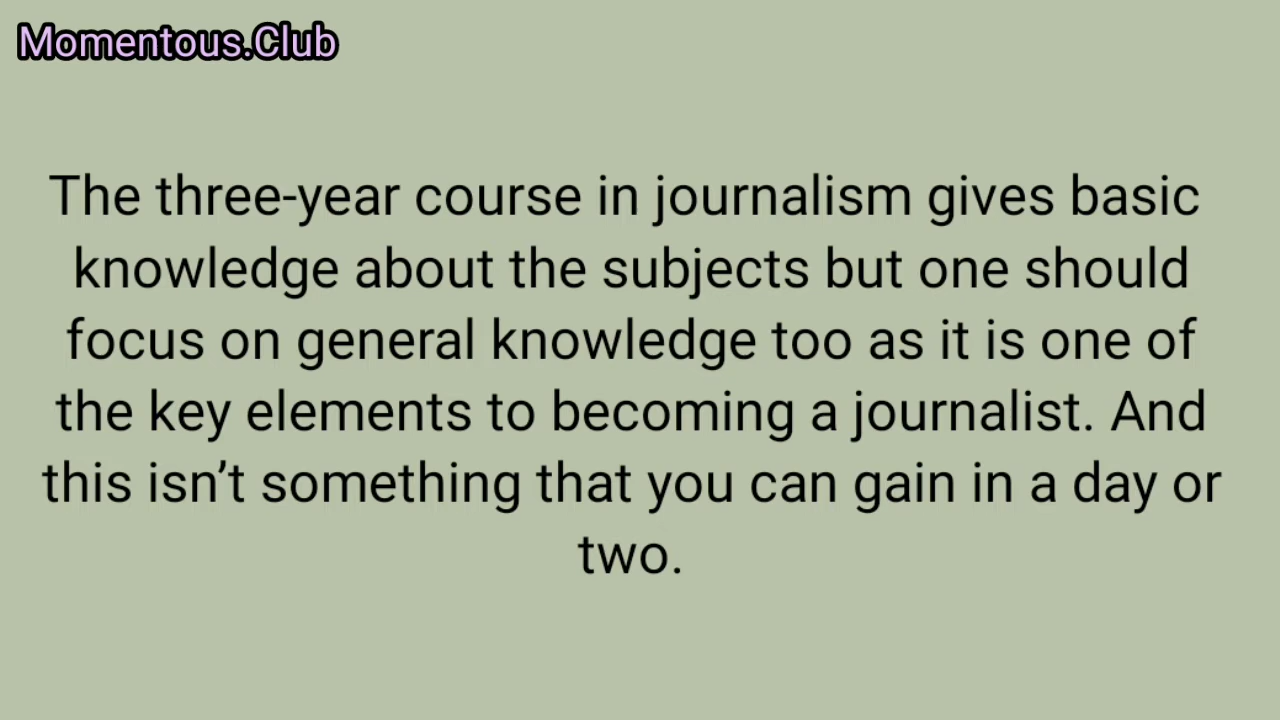 Momentous.Club
The three-year course in journalism gives basic
knowledge about the subjects but one should
focus on general knowledge too as it is one of
the key elements to becoming a journalist. And
this isn’t something that you can gain in a day or
two.